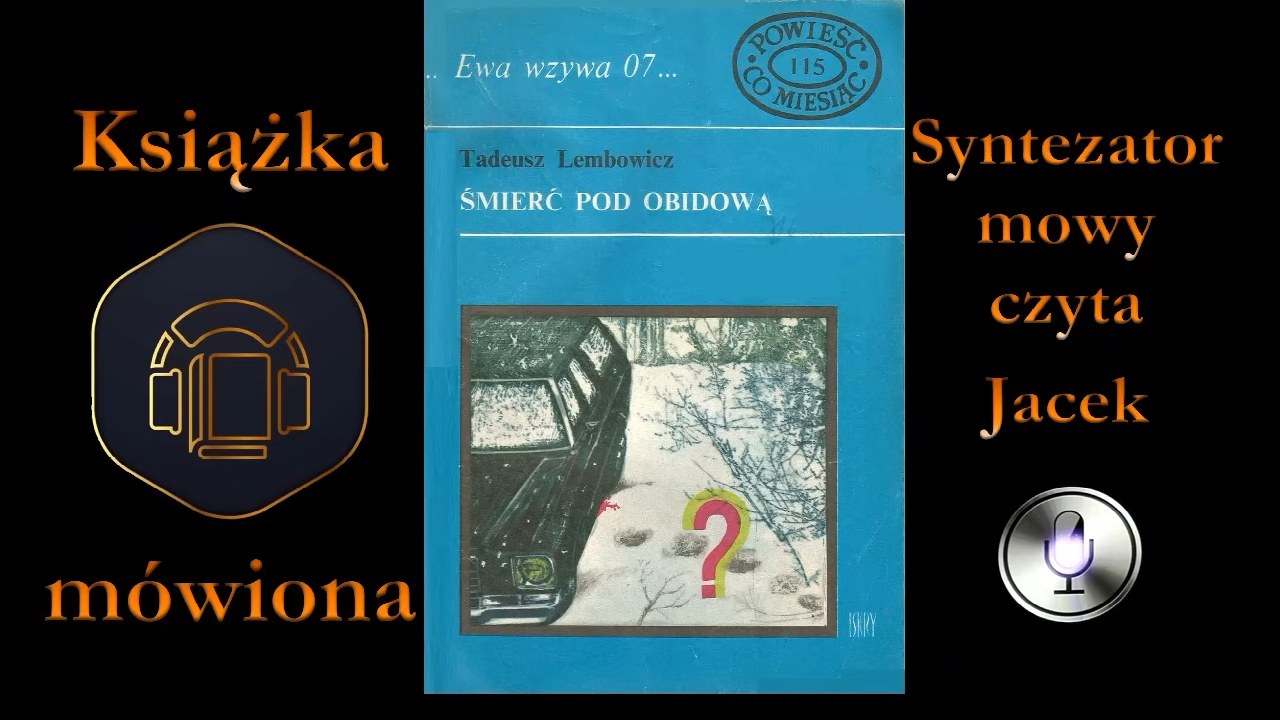 Książka
mówiona
.. Ewa wzywa 07...
POWIEŚĆ
115
CO MIESIĄC
Tadeusz Lembowicz
ŚMIERĆ POD OBIDOWĄ
?
ISKRY
Syntezator
mowy
czyta
Jacek